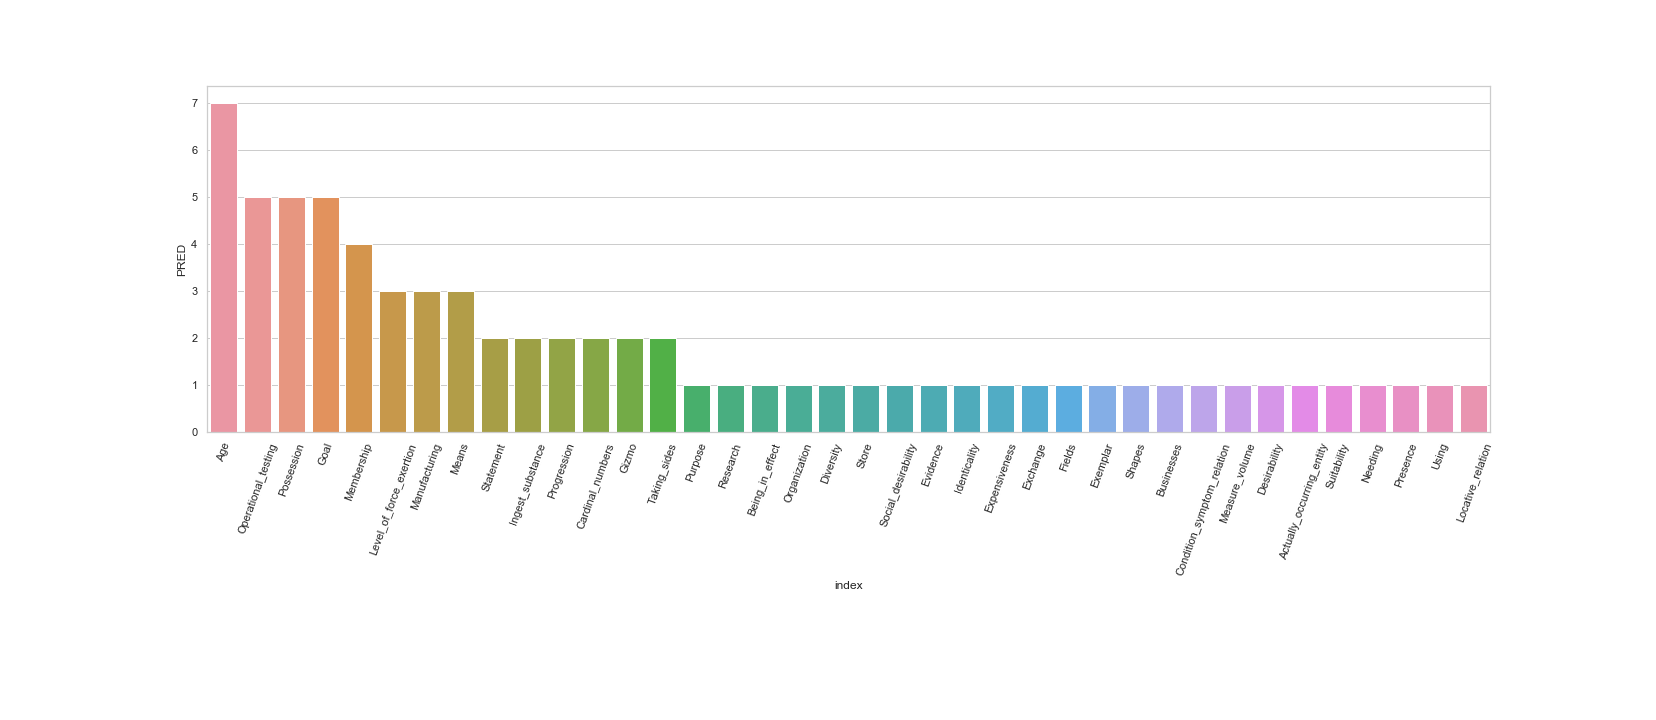 7
6
5
4
3
2
1
0
PRED
Age
Operational_testing
Possession
Goal
Membership
Level_of_force_exertion
Manufacturing
Means
Statement
Ingest_substance
Progression
Cardinal_numbers
Gizmo
Taking_sides
Purpose
Research
Being_in_effect
Organization
Diversity
Store
Social_desirability
Evidence
Identicality
Expensiveness
Exchange
Fields
Exemplar
Shapes
Businesses
Condition_symptom_relation
Measure_volume
Desirability
Actually_occurring_entity
Suitability
Needing
Presence
Using
Locative_relation
index